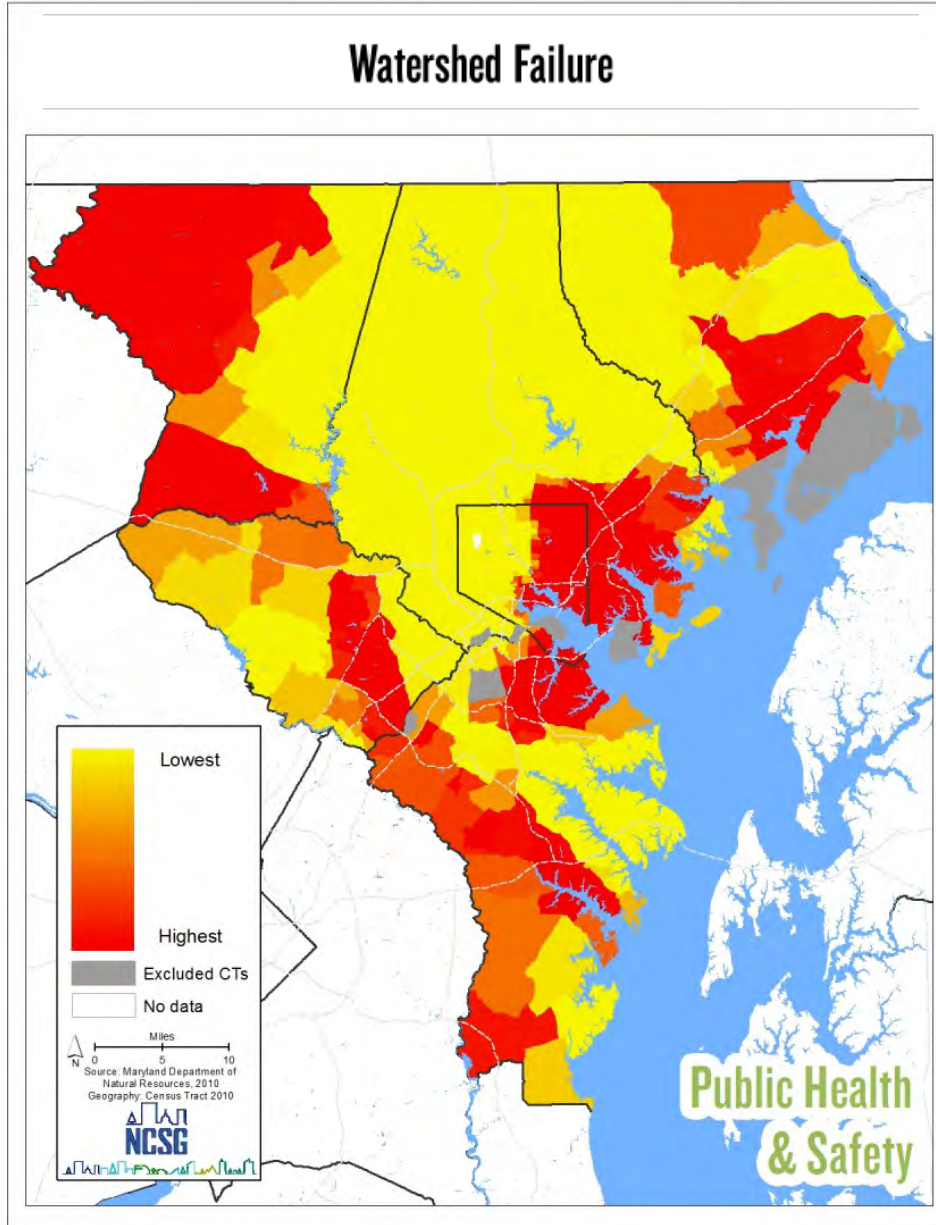 Watershed Failure
Lowest
Highest
Excluded CTs
No data
Miles
N
0 5 10
Source: Maryland Department of
Natural Resources, 2010
Geography: Census Tract 2010
NCSG
Public Health
& Safety